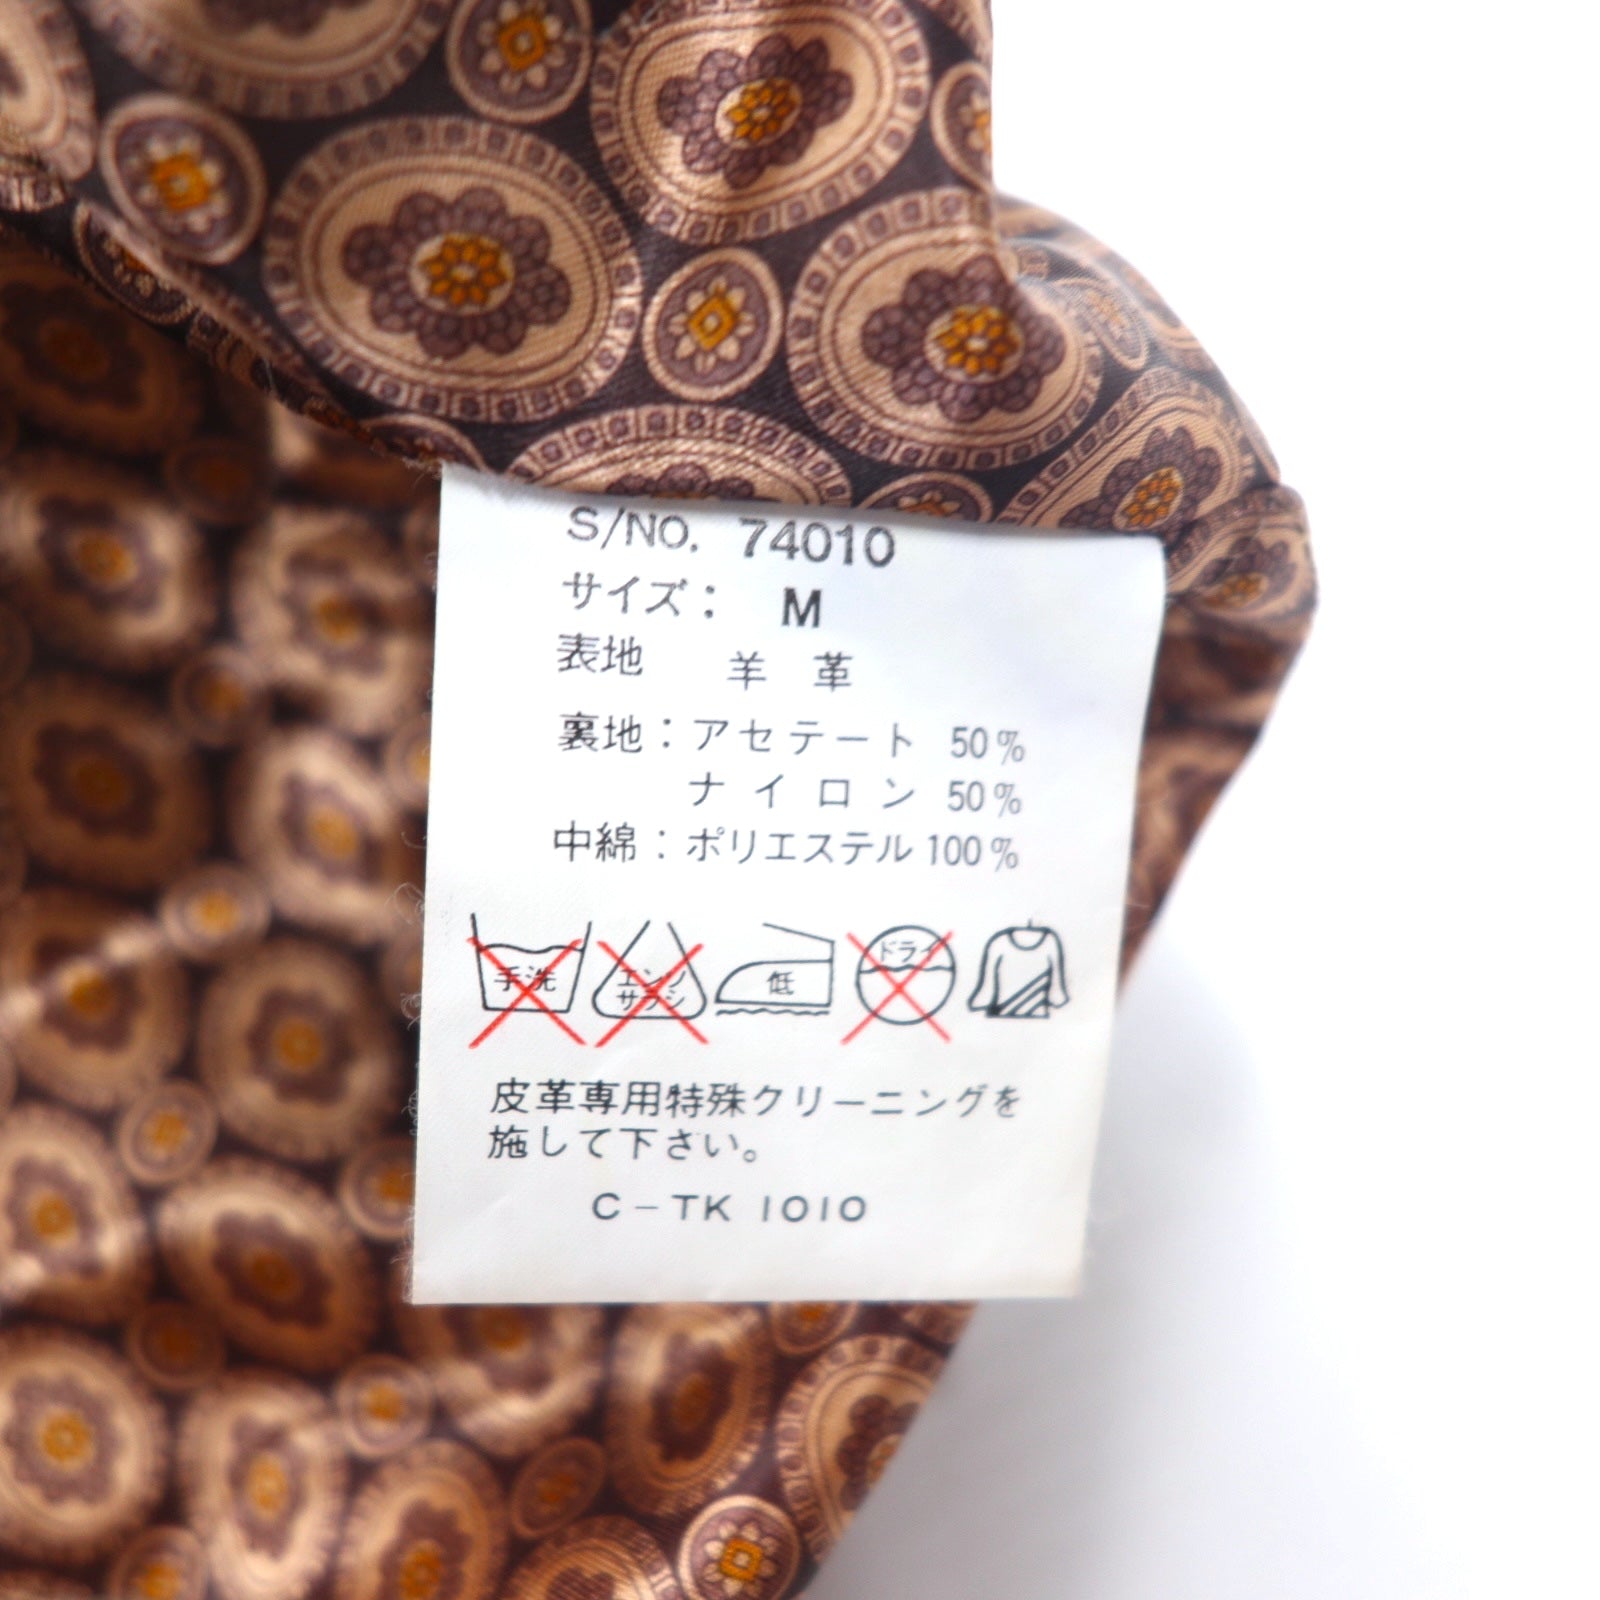 S/NO. 74010
サイズ： M
表地 羊 革
裏地：アセテート 50%
ナイロン 50%
中綿：ポリエステル 100%
手洗 エンソサラシ 低 ドライ
皮革専用特殊クリーニングを
施して下さい。
C-TK 1010